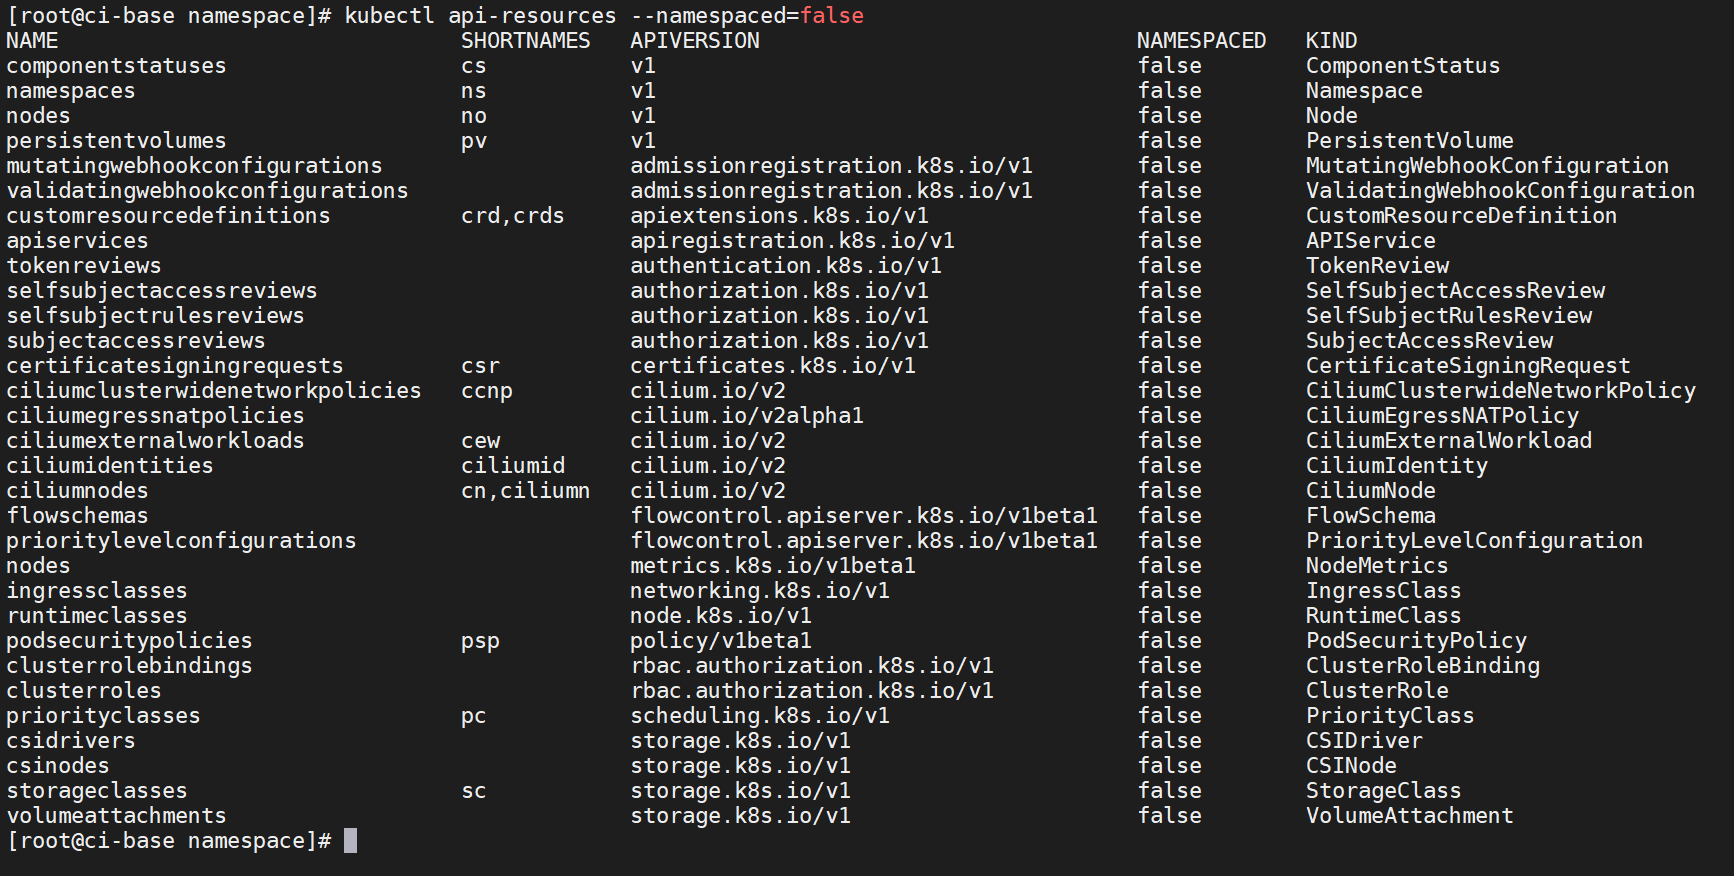 [root@ci-base namespace]# kubectl api-resources --namespaced=false
NAME                               SHORTNAMES   APIVERSION                             NAMESPACED   KIND
componentstatuses                  cs           v1                                     false        ComponentStatus
namespaces                         ns           v1                                     false        Namespace
nodes                              no           v1                                     false        Node
persistentvolumes                  pv           v1                                     false        PersistentVolume
mutatingwebhookconfigurations                   admissionregistration.k8s.io/v1        false        MutatingWebhookConfiguration
validatingwebhookconfigurations                 admissionregistration.k8s.io/v1        false        ValidatingWebhookConfiguration
customresourcedefinitions          crd,crds     apiextensions.k8s.io/v1                false        CustomResourceDefinition
apiservices                                     apiregistration.k8s.io/v1              false        APIService
tokenreviews                                    authentication.k8s.io/v1               false        TokenReview
selfsubjectaccessreviews                        authorization.k8s.io/v1                false        SelfSubjectAccessReview
selfsubjectrulesreviews                         authorization.k8s.io/v1                false        SelfSubjectRulesReview
subjectaccessreviews                            authorization.k8s.io/v1                false        SubjectAccessReview
certificatesigningrequests         csr          certificates.k8s.io/v1                 false        CertificateSigningRequest
ciliumclusterwidenetworkpolicies   ccnp         cilium.io/v2                           false        CiliumClusterwideNetworkPolicy
ciliumegressnatpolicies                         cilium.io/v2alpha1                     false        CiliumEgressNATPolicy
ciliumexternalworkloads            cew          cilium.io/v2                           false        CiliumExternalWorkload
ciliumidentities                   ciliumid     cilium.io/v2                           false        CiliumIdentity
ciliumnodes                        cn,ciliumn   cilium.io/v2                           false        CiliumNode
flowschemas                                     flowcontrol.apiserver.k8s.io/v1beta1   false        FlowSchema
prioritylevelconfigurations                     flowcontrol.apiserver.k8s.io/v1beta1   false        PriorityLevelConfiguration
nodes                                           metrics.k8s.io/v1beta1                 false        NodeMetrics
ingressclasses                                  networking.k8s.io/v1                   false        IngressClass
runtimeclasses                                  node.k8s.io/v1                         false        RuntimeClass
podsecuritypolicies                psp          policy/v1beta1                         false        PodSecurityPolicy
clusterrolebindings                             rbac.authorization.k8s.io/v1           false        ClusterRoleBinding
clusterroles                                    rbac.authorization.k8s.io/v1           false        ClusterRole
priorityclasses                    pc           scheduling.k8s.io/v1                   false        PriorityClass
csidrivers                                      storage.k8s.io/v1                      false        CSIDriver
csinodes                                        storage.k8s.io/v1                      false        CSINode
storageclasses                     sc           storage.k8s.io/v1                      false        StorageClass
volumeattachments                               storage.k8s.io/v1                      false        VolumeAttachment
[root@ci-base namespace]#